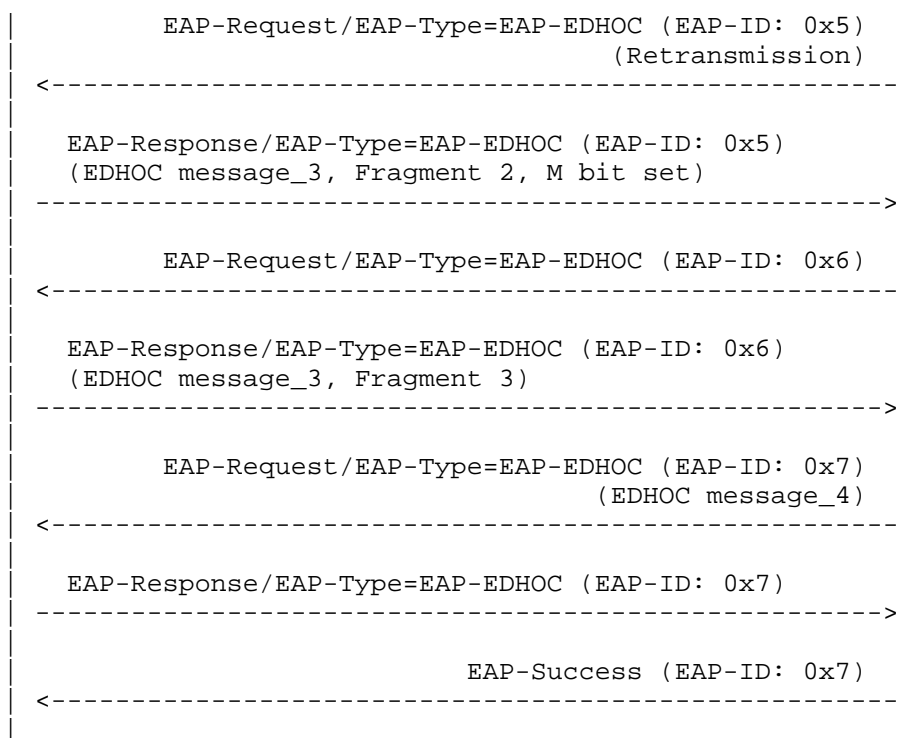 EAP-Request/EAP-Type=EAP-EDHOC (EAP-ID: 0x5)
(Retransmission)
<------------------------------------------------------
EAP-Response/EAP-Type=EAP-EDHOC (EAP-ID: 0x5)
(EDHOC message_3, Fragment 2, M bit set)
----------------------------------------------------->
EAP-Request/EAP-Type=EAP-EDHOC (EAP-ID: 0x6)
<------------------------------------------------------
EAP-Response/EAP-Type=EAP-EDHOC (EAP-ID: 0x6)
(EDHOC message_3, Fragment 3)
----------------------------------------------------->
EAP-Request/EAP-Type=EAP-EDHOC (EAP-ID: 0x7)
(EDHOC message_4)
<------------------------------------------------------
EAP-Response/EAP-Type=EAP-EDHOC (EAP-ID: 0x7)
----------------------------------------------------->
EAP-Success (EAP-ID: 0x7)
<------------------------------------------------------